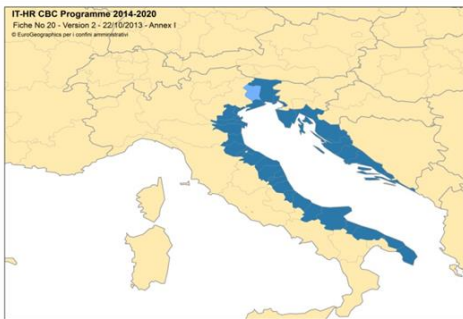 IT-HR CBC Programme 2014-2020
Fiche No 20 - Version 2 - 22/10/2013 - Annex I
© EuroGeographics per i confini amministrativi